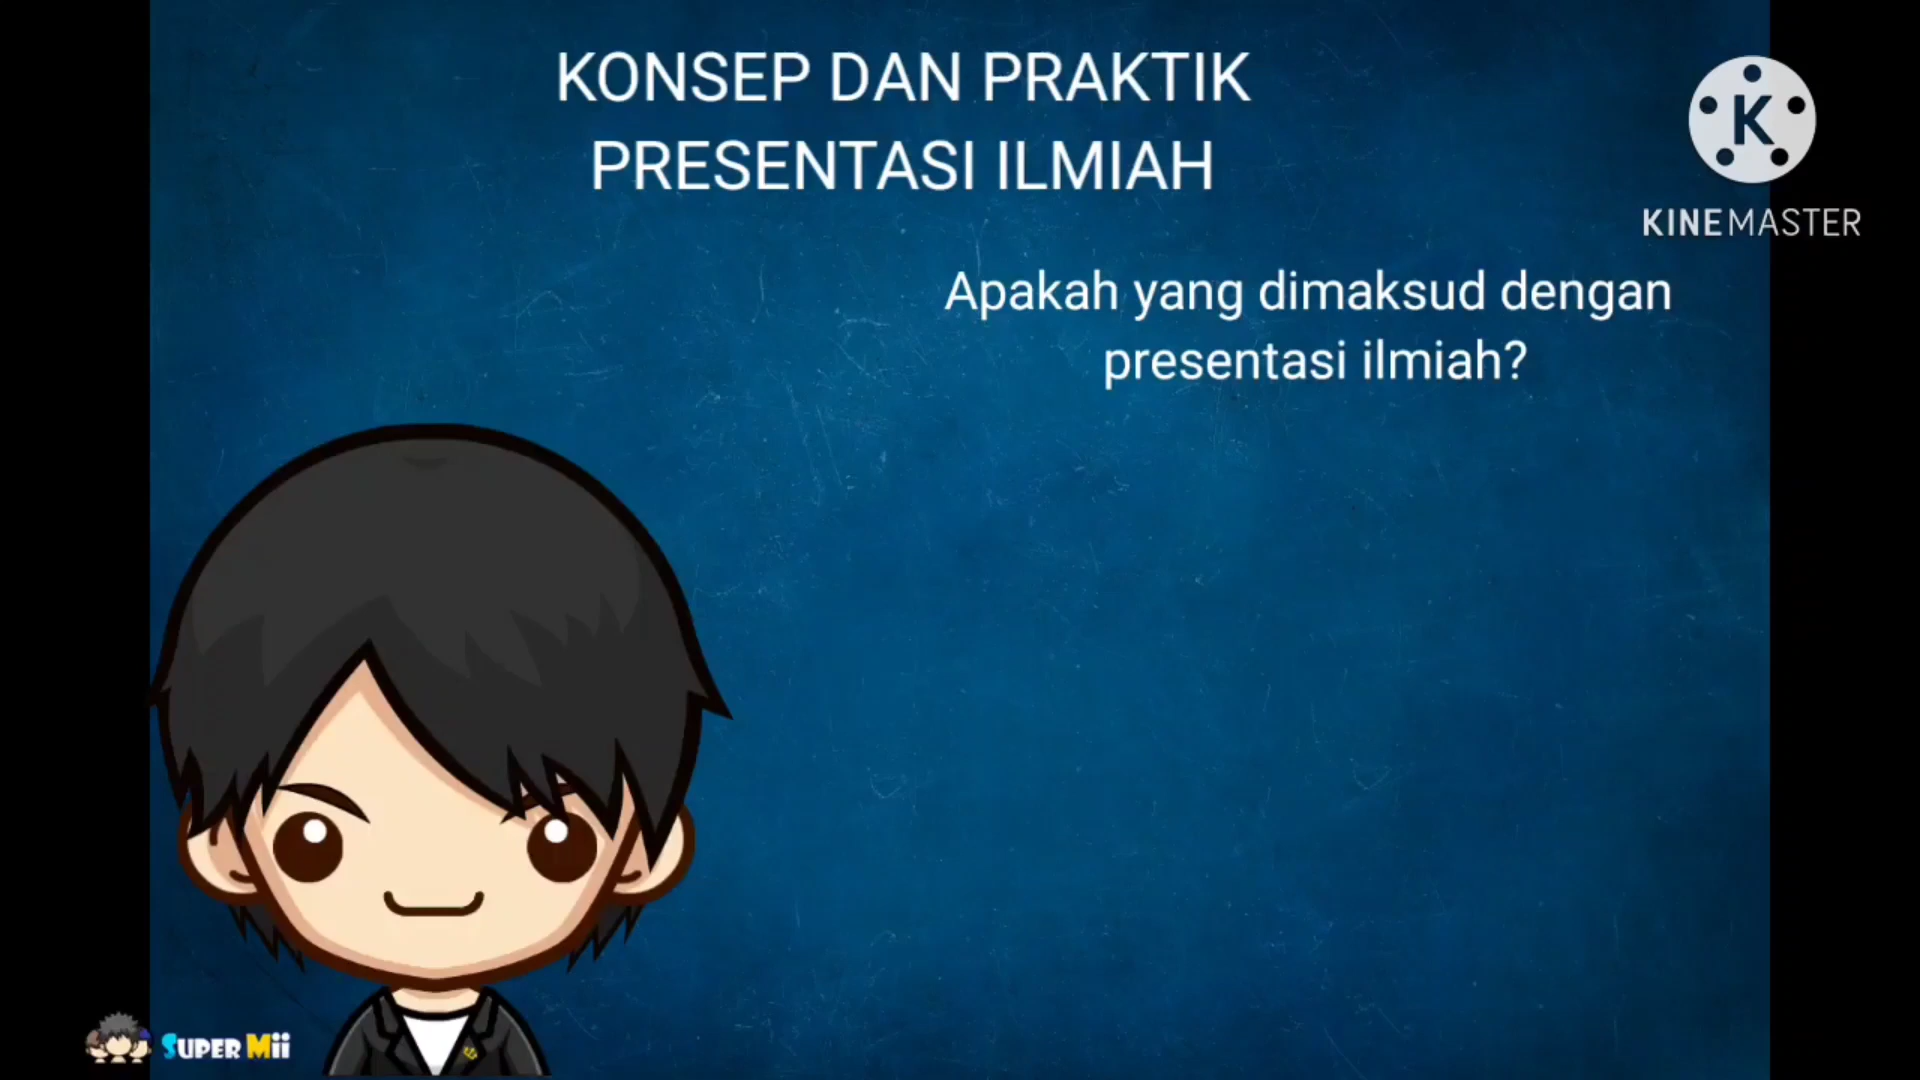 KONSEP DAN PRAKTIK
PRESENTASI ILMIAH
K
KINEMASTER
Apakah yang dimaksud dengan
presentasi ilmiah?
SUPER Mii